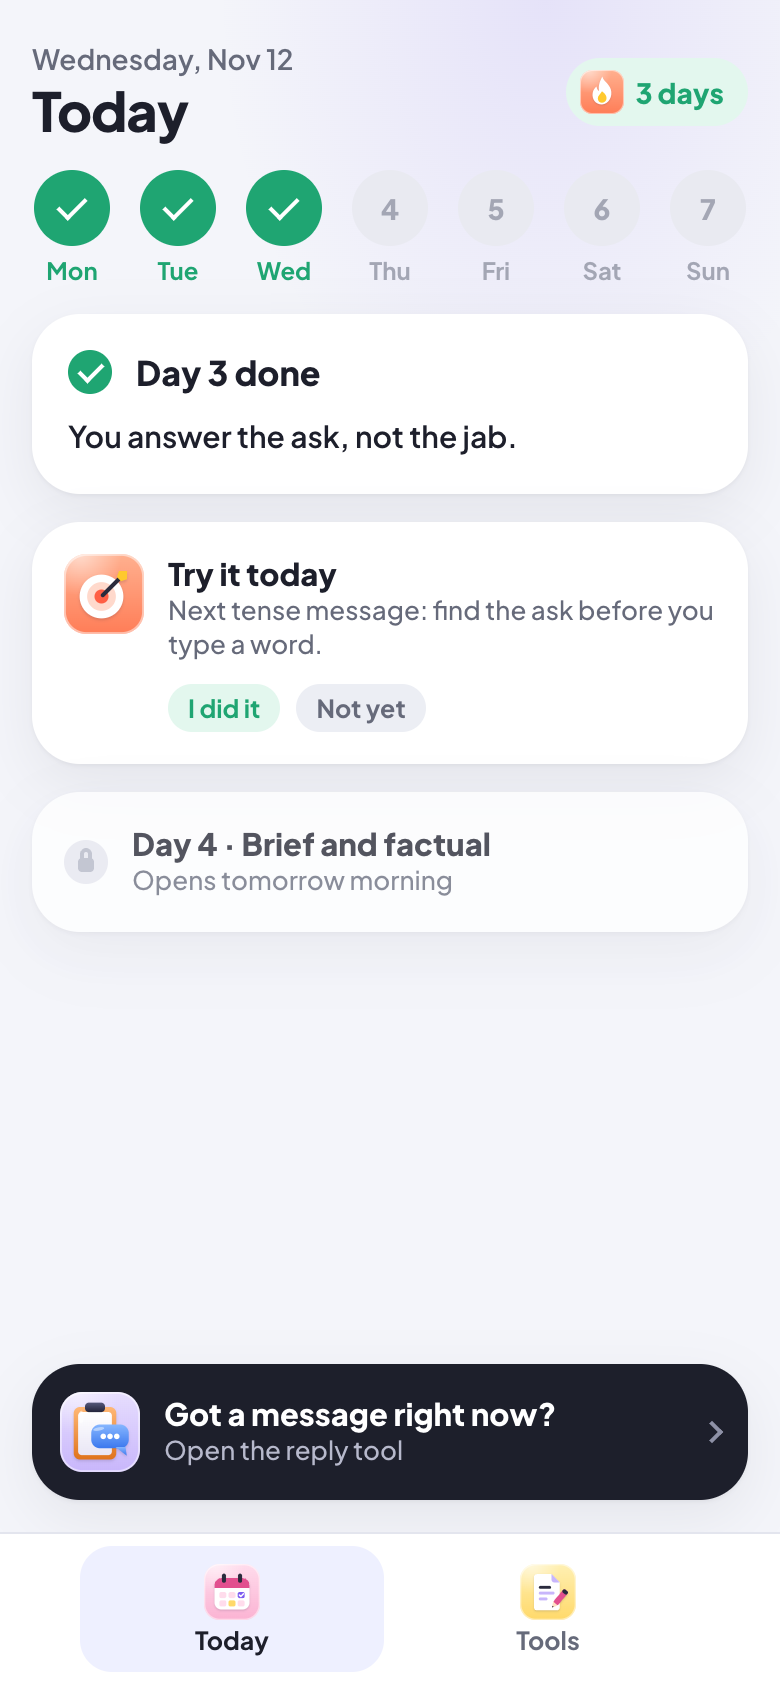 Wednesday, Nov 12
Today
3 days
4
5
6
7
Mon
Tue
Wed
Thu
Fri
Sat
Sun
Day 3 done
You answer the ask, not the jab.
Try it today
Next tense message: find the ask before you
type a word.
I did it
Not yet
Day 4 · Brief and factual
Opens tomorrow morning
Got a message right now?
Open the reply tool
Today
Tools